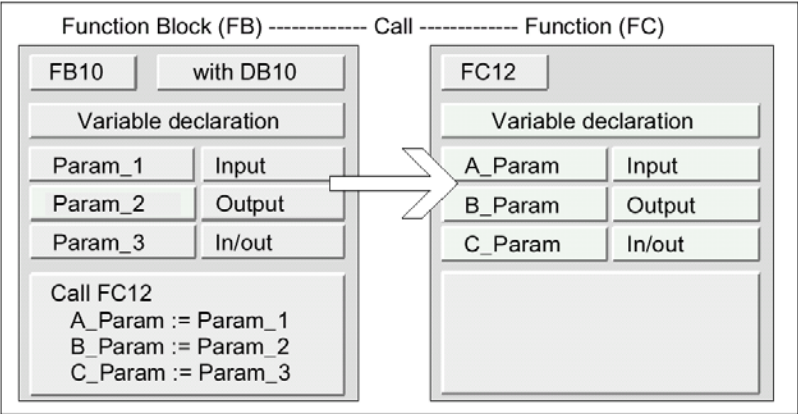 Function Block (FB) ------------- Call ------------- Function (FC)
FB10
with DB10
Variable declaration
Param_1
Input
Param_2
Output
Param_3
In/out
Call FC12
A_Param := Param_1
B_Param := Param_2
C_Param := Param_3
FC12
Variable declaration
A_Param
Input
B_Param
Output
C_Param
In/out